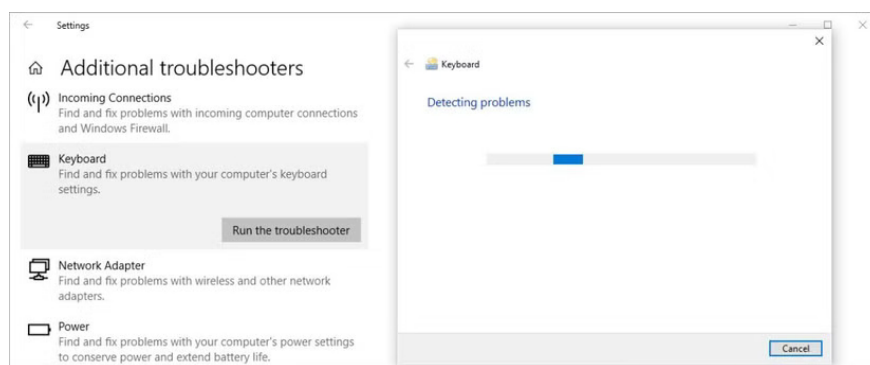 Settings
Additional troubleshooters
Incoming Connections
Find and fix problems with incoming computer connections
and Windows Firewall.
Keyboard
Find and fix problems with your computer's keyboard
settings.
Run the troubleshooter
Network Adapter
Find and fix problems with wireless and other network
adapters.
Power
Find and fix problems with your computer's power settings
to conserve power and extend battery life.
Keyboard
Detecting problems
Cancel